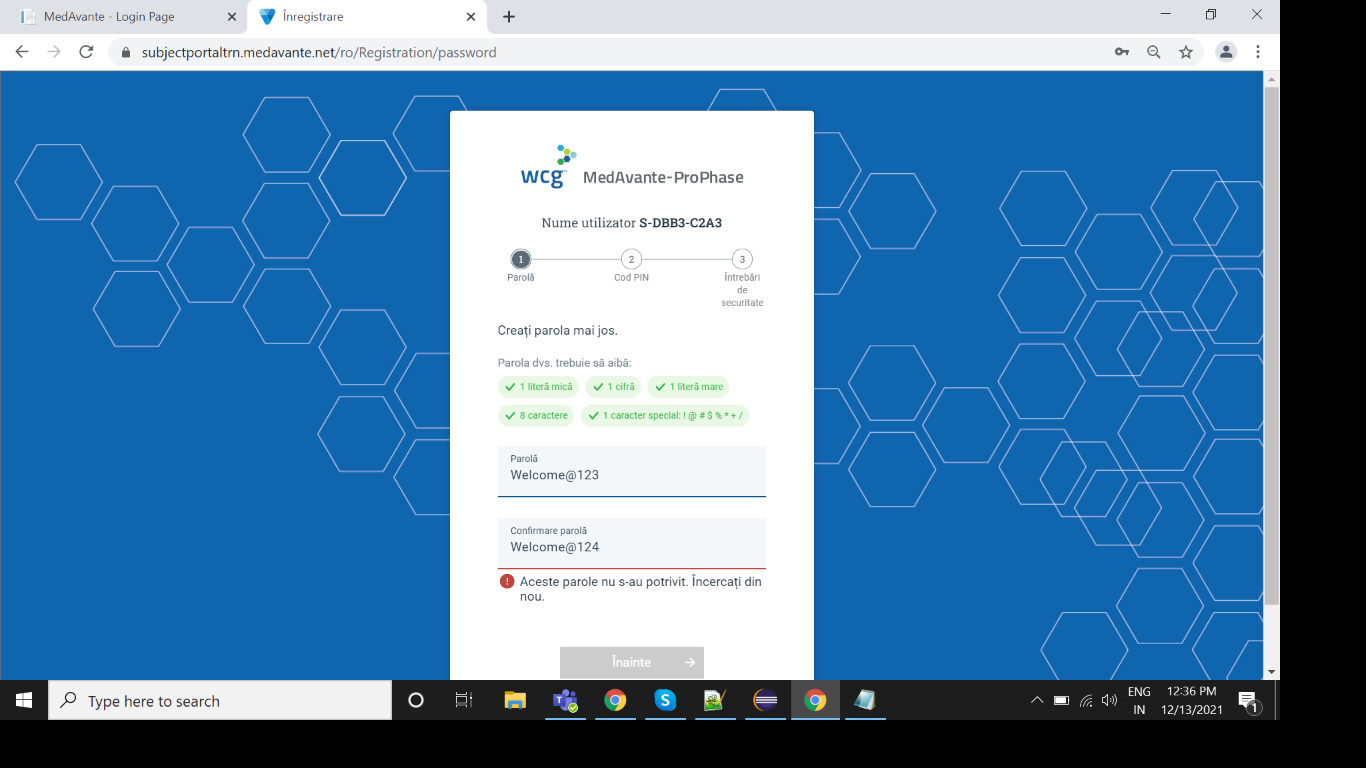 MedAvante - Login Page
Înregistrare
subjectportaltrn.medavante.net/ro/Registration/password
wcg™ MedAvante-ProPhase
Nume utilizator S-DBB3-C2A3
1 2 3
Parolă Cod PIN Întrebări
de
securitate
Creați parola mai jos.
Parola dvs. trebuie să aibă:
1 literă mică 1 cifră 1 literă mare
8 caractere 1 caracter special: ! @ # $ % * + /
Parolă
Welcome@123
Confirmare parolă
Welcome@124
Aceste parole nu s-au potrivit. Încercați din
nou.
Înainte
Type here to search
ENG 12:36 PM
IN 12/13/2021
1